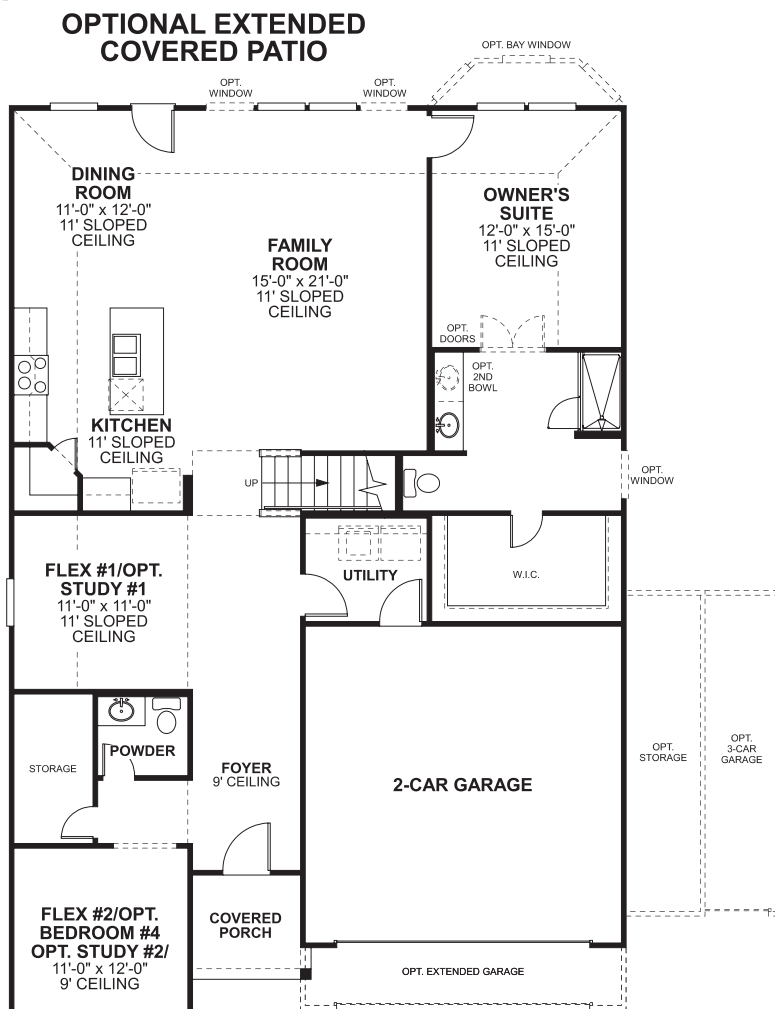 OPTIONAL EXTENDED
COVERED PATIO
OPT. BAY WINDOW
OPT.
WINDOW
OPT.
WINDOW
DINING
ROOM
11'-0" x 12'-0"
11' SLOPED
CEILING
FAMILY
ROOM
15'-0" x 21'-0"
11' SLOPED
CEILING
OWNER'S
SUITE
12'-0" x 15'-0"
11' SLOPED
CEILING
OPT.
DOORS
OPT.
2ND
BOWL
KITCHEN
11' SLOPED
CEILING
UP
OPT.
WINDOW
FLEX #1/OPT.
STUDY #1
11'-0" x 11'-0"
11' SLOPED
CEILING
UTILITY
W.I.C.
STORAGE
POWDER
FOYER
9' CEILING
2-CAR GARAGE
OPT.
STORAGE
OPT.
3-CAR
GARAGE
FLEX #2/OPT.
BEDROOM #4
OPT. STUDY #2/
11'-0" x 12'-0"
9' CEILING
COVERED
PORCH
OPT. EXTENDED GARAGE